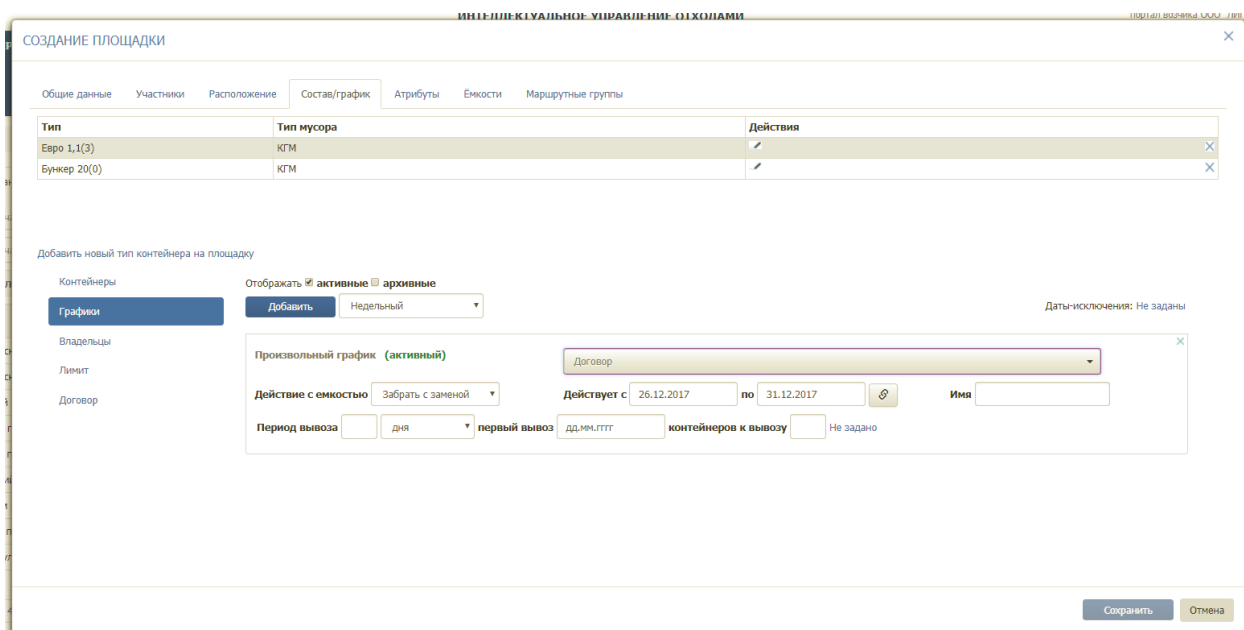 ИНТЕЛЛЕКТУАЛЬНОЕ УПРАВЛЕНИЕ ОТХОДАМИ
портал возчика ООО
СОЗДАНИЕ ПЛОЩАДКИ
Общие данные Участники Расположение Состав/график Атрибуты Ёмкости Маршрутные группы
Тип Тип мусора Действия
Евро 1,1(3) КГМ
Бункер 20(0) КГМ
Добавить новый тип контейнера на площадку
Контейнеры Отображать активные архивные
Графики Добавить Недельный Даты-исключения: Не заданы
Владельцы
Произвольный график (активный) Договор
Лимит
Действие с емкостью Забрать с заменой Действует с 26.12.2017 по 31.12.2017 Имя
Договор
Период вывоза дня первый вывоз дд.мм.гггг контейнеров к вывозу Не задано
Сохранить Отмена